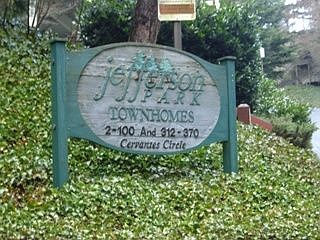 Jefferson
PARK
TOWNHOMES
2-100 And 312-370
Cervantes Circle